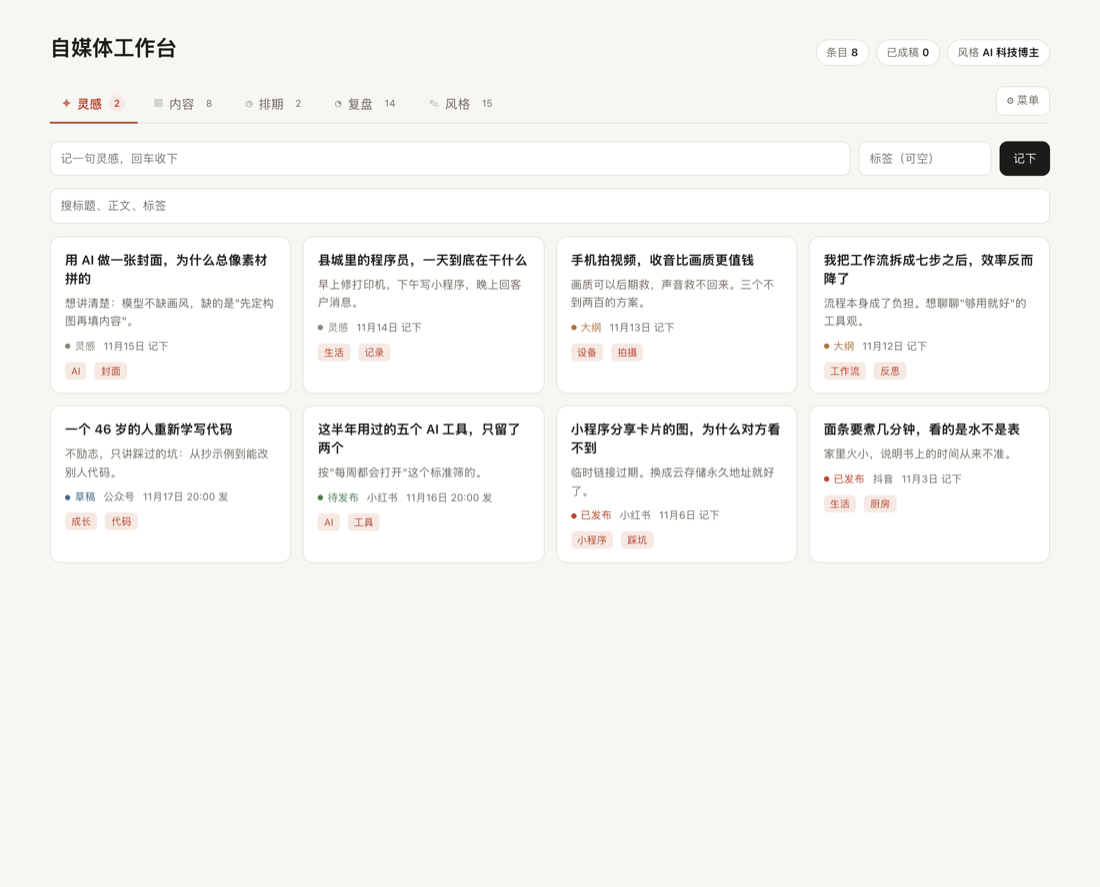 自媒体工作台
条目 8 已成稿 0 风格 AI 科技博主
灵感 2 内容 8 排期 2 复盘 14 风格 15 菜单
记一句灵感，回车收下 标签（可空） 记下
搜标题、正文、标签
用 AI 做一张封面，为什么总像素材
拼的
想讲清楚：模型不缺画风，缺的是"先定构
图再填内容"。
灵感 11月15日 记下
AI 封面
县城里的程序员，一天到底在干什么
早上修打印机，下午写小程序，晚上回客
户消息。
灵感 11月14日 记下
生活 记录
手机拍视频，收音比画质更值钱
画质可以后期救，声音救不回来。三个不
到两百的方案。
大纲 11月13日 记下
设备 拍摄
我把工作流拆成七步之后，效率反而
降了
流程本身成了负担。想聊聊"够用就好"的
工具观。
大纲 11月12日 记下
工作流 反思
一个 46 岁的人重新学写代码
不励志，只讲踩过的坑：从抄示例到能改
别人代码。
草稿 公众号 11月17日 20:00 发
成长 代码
这半年用过的五个 AI 工具，只留了
两个
按"每周都会打开"这个标准筛的。
待发布 小红书 11月16日 20:00 发
AI 工具
小程序分享卡片的图，为什么对方看
不到
临时链接过期。换成云存储永久地址就好
了。
已发布 小红书 11月6日 记下
小程序 踩坑
面条要煮几分钟，看的是水不是表
家里火小，说明书上的时间从来不准。
已发布 抖音 11月3日 记下
生活 厨房